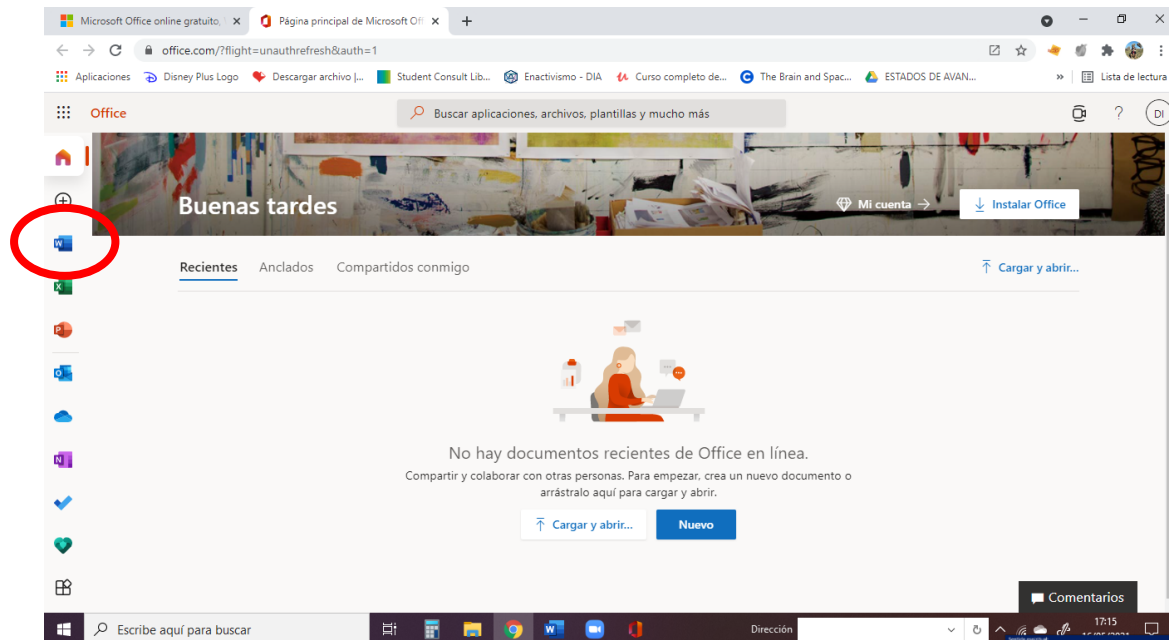 Microsoft Office online gratuito, \ Página principal de Microsoft Off
office.com/?flight=unauthrefresh&auth=1
Aplicaciones Disney Plus Logo Descargar archivo |... Student Consult Lib... Enactivismo - DIA Curso completo de... The Brain and Spac... ESTADOS DE AVAN... » Lista de lectura
Office Buscar aplicaciones, archivos, plantillas y mucho más ? DI
Buenas tardes Mi cuenta → Instalar Office
Recientes Anclados Compartidos conmigo Cargar y abrir...
No hay documentos recientes de Office en línea.
Compartir y colaborar con otras personas. Para empezar, crea un nuevo documento o
arrástralo aquí para cargar y abrir.
Cargar y abrir... Nuevo
Comentarios
Escribe aquí para buscar Dirección 17:15